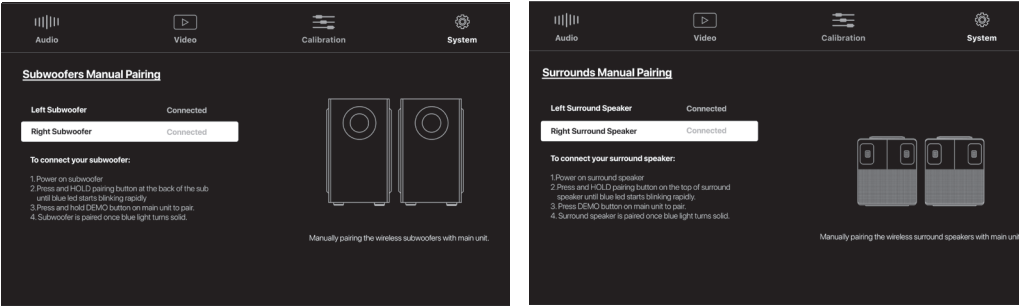 Audio
Video
Calibration
System
Subwoofers Manual Pairing
Left Subwoofer Connected
Right Subwoofer Connected
To connect your subwoofer:
1. Power on subwoofer
2.Press and HOLD pairing button at the back of the sub
until blue led starts blinking rapidly
3.Press and hold DEMO button on main unit to pair.
4. Subwoofer is paired once blue light turns solid.
Manually pairing the wireless subwoofers with main unit.
Audio
Video
Calibration
System
Surrounds Manual Pairing
Left Surround Speaker Connected
Right Surround Speaker Connected
To connect your surround speaker:
1.Power on surround speaker
2.Press and HOLD pairing button on the top of surround
speaker until blue led starts blinking rapidly.
3. Press DEMO button on main unit to pair.
4. Surround speaker is paired once blue light turns solid.
Manually pairing the wireless surround speakers with main unit